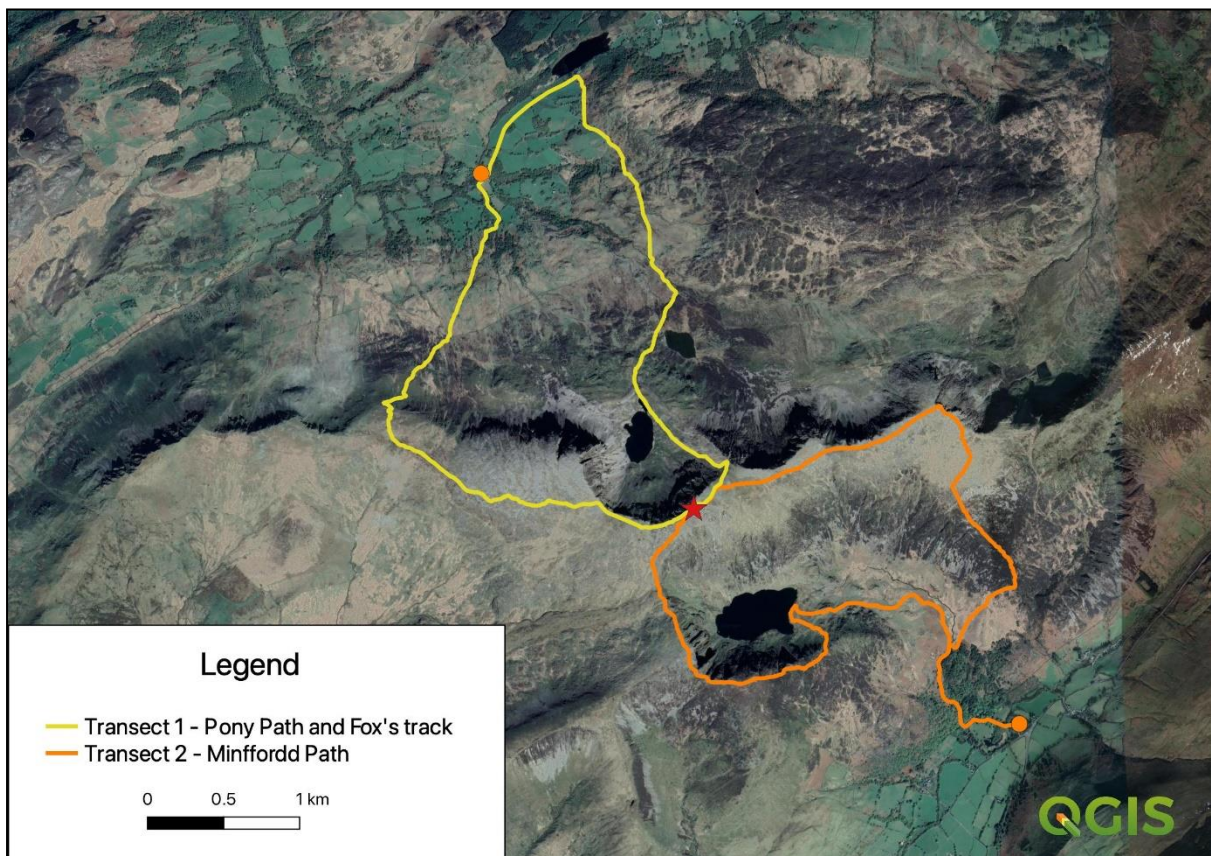 Legend
Transect 1 - Pony Path and Fox's track
Transect 2 - Minffordd Path
0 0.5 1 km
QGIS